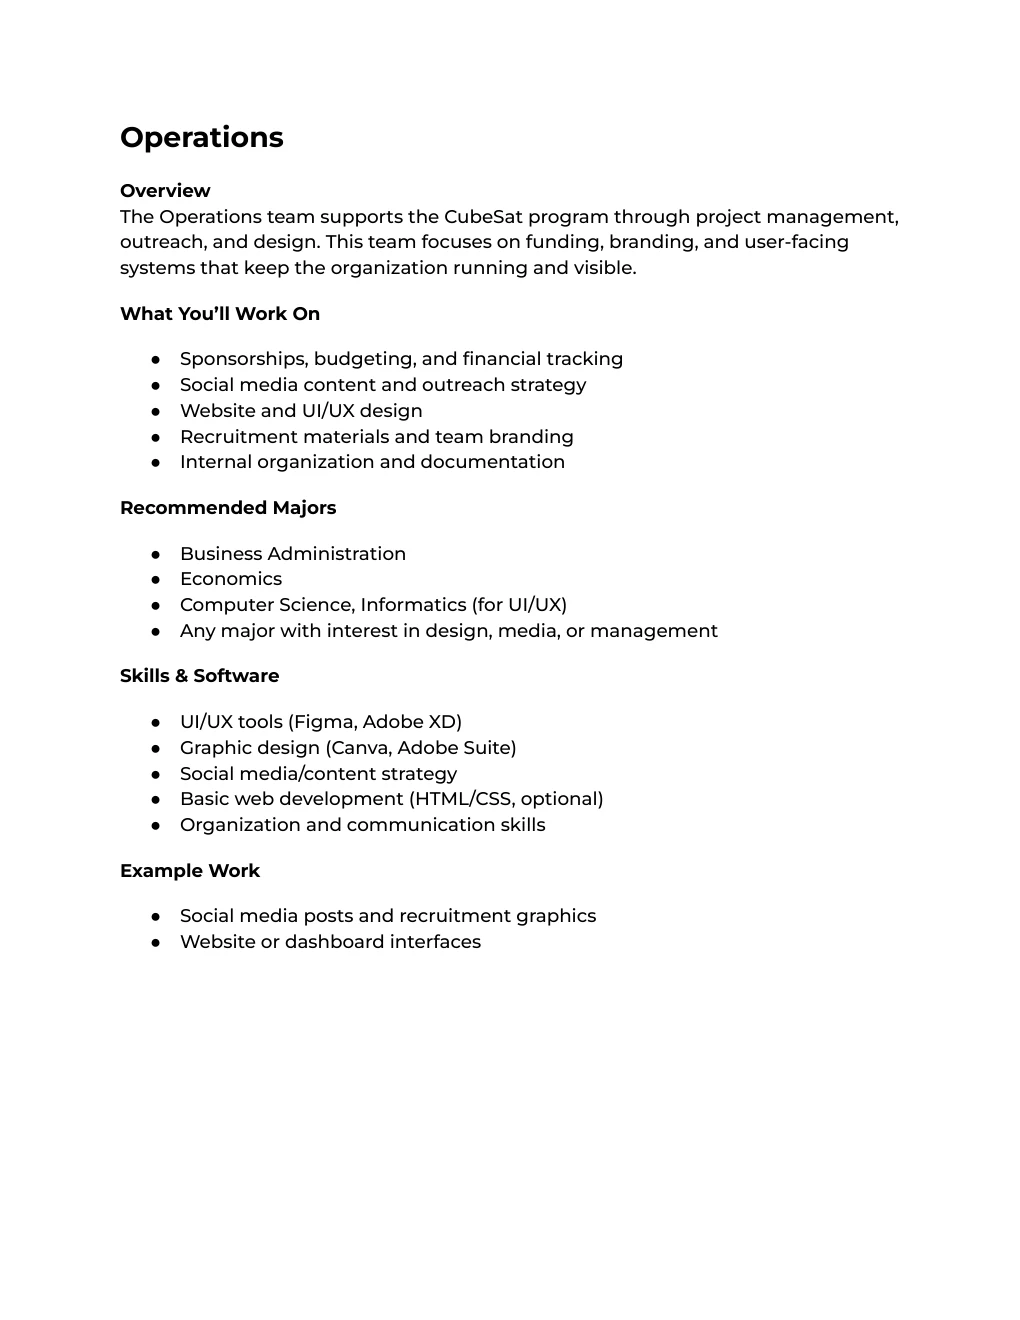 Operations
Overview
The Operations team supports the CubeSat program through project management,
outreach, and design. This team focuses on funding, branding, and user-facing
systems that keep the organization running and visible.
What You’ll Work On
● Sponsorships, budgeting, and financial tracking
● Social media content and outreach strategy
● Website and UI/UX design
● Recruitment materials and team branding
● Internal organization and documentation
Recommended Majors
● Business Administration
● Economics
● Computer Science, Informatics (for UI/UX)
● Any major with interest in design, media, or management
Skills & Software
● UI/UX tools (Figma, Adobe XD)
● Graphic design (Canva, Adobe Suite)
● Social media/content strategy
● Basic web development (HTML/CSS, optional)
● Organization and communication skills
Example Work
● Social media posts and recruitment graphics
● Website or dashboard interfaces